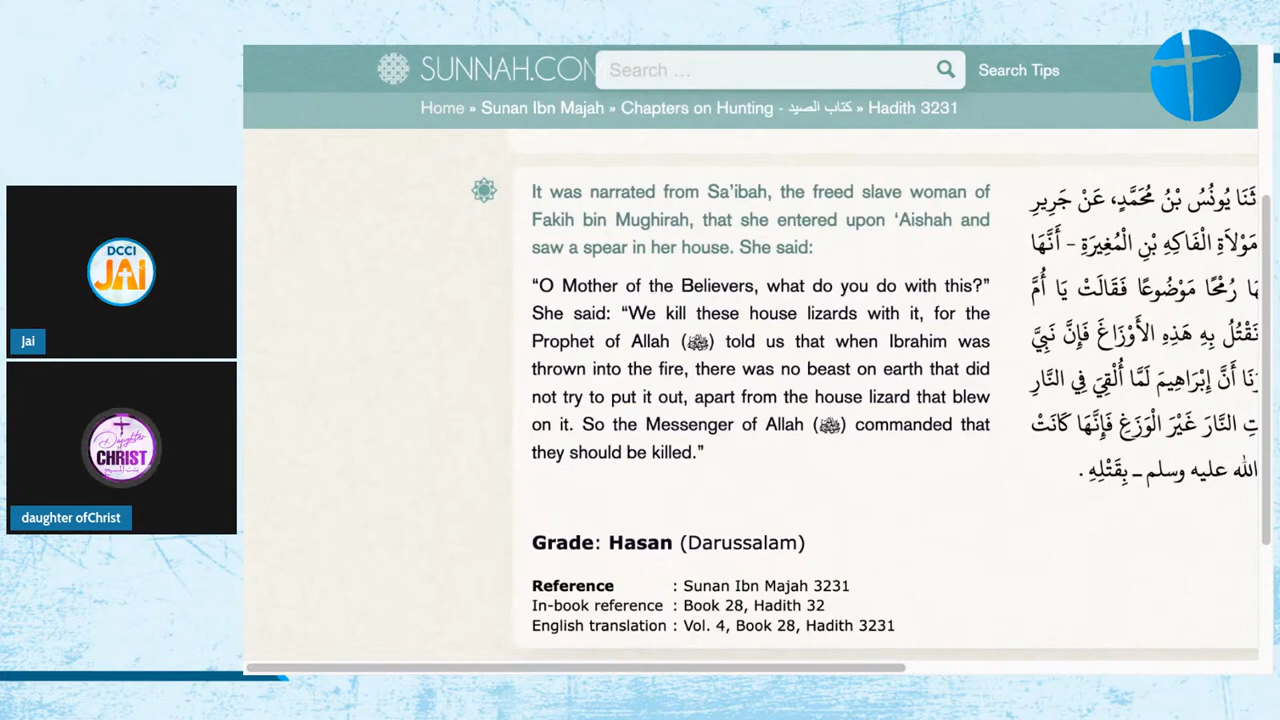 SUNNAH.COM
Search ...
Search Tips
Home » Sunan Ibn Majah » Chapters on Hunting - كتاب الصيد » Hadith 3231
DCCI
JAI
Jai
Daughter
of
CHRIST
daughter ofChrist
It was narrated from Sa’ibah, the freed slave woman of
Fakih bin Mughirah, that she entered upon ‘Aishah and
saw a spear in her house. She said:
“O Mother of the Believers, what do you do with this?”
She said: “We kill these house lizards with it, for the
Prophet of Allah (ﷺ) told us that when Ibrahim was
thrown into the fire, there was no beast on earth that did
not try to put it out, apart from the house lizard that blew
on it. So the Messenger of Allah (ﷺ) commanded that
they should be killed.”
ثَنَا يُونُسُ بْنُ مُحَمَّدٍ، عَنْ جَرِيرِ
مَوْلاَةِ الْفَاكِهِ بْنِ الْمُغِيرَةِ - أَنَّهَا
هَا رُمْحًا مَوْضُوعًا فَقَالَتْ يَا أُمَّ
نَقْتُلُ بِهِ هَذِهِ الأَوْزَاغَ فَإِنَّ نَبِيَّ
نَا أَنَّ إِبْرَاهِيمَ لَمَّا أُلْقِيَ فِي النَّارِ
تِ النَّارَ غَيْرَ الْوَزَغِ فَإِنَّهَا كَانَتْ
الله عليه وسلم ـ بِقَتْلِهِ .
Grade: Hasan (Darussalam)
Reference : Sunan Ibn Majah 3231
In-book reference : Book 28, Hadith 32
English translation : Vol. 4, Book 28, Hadith 3231